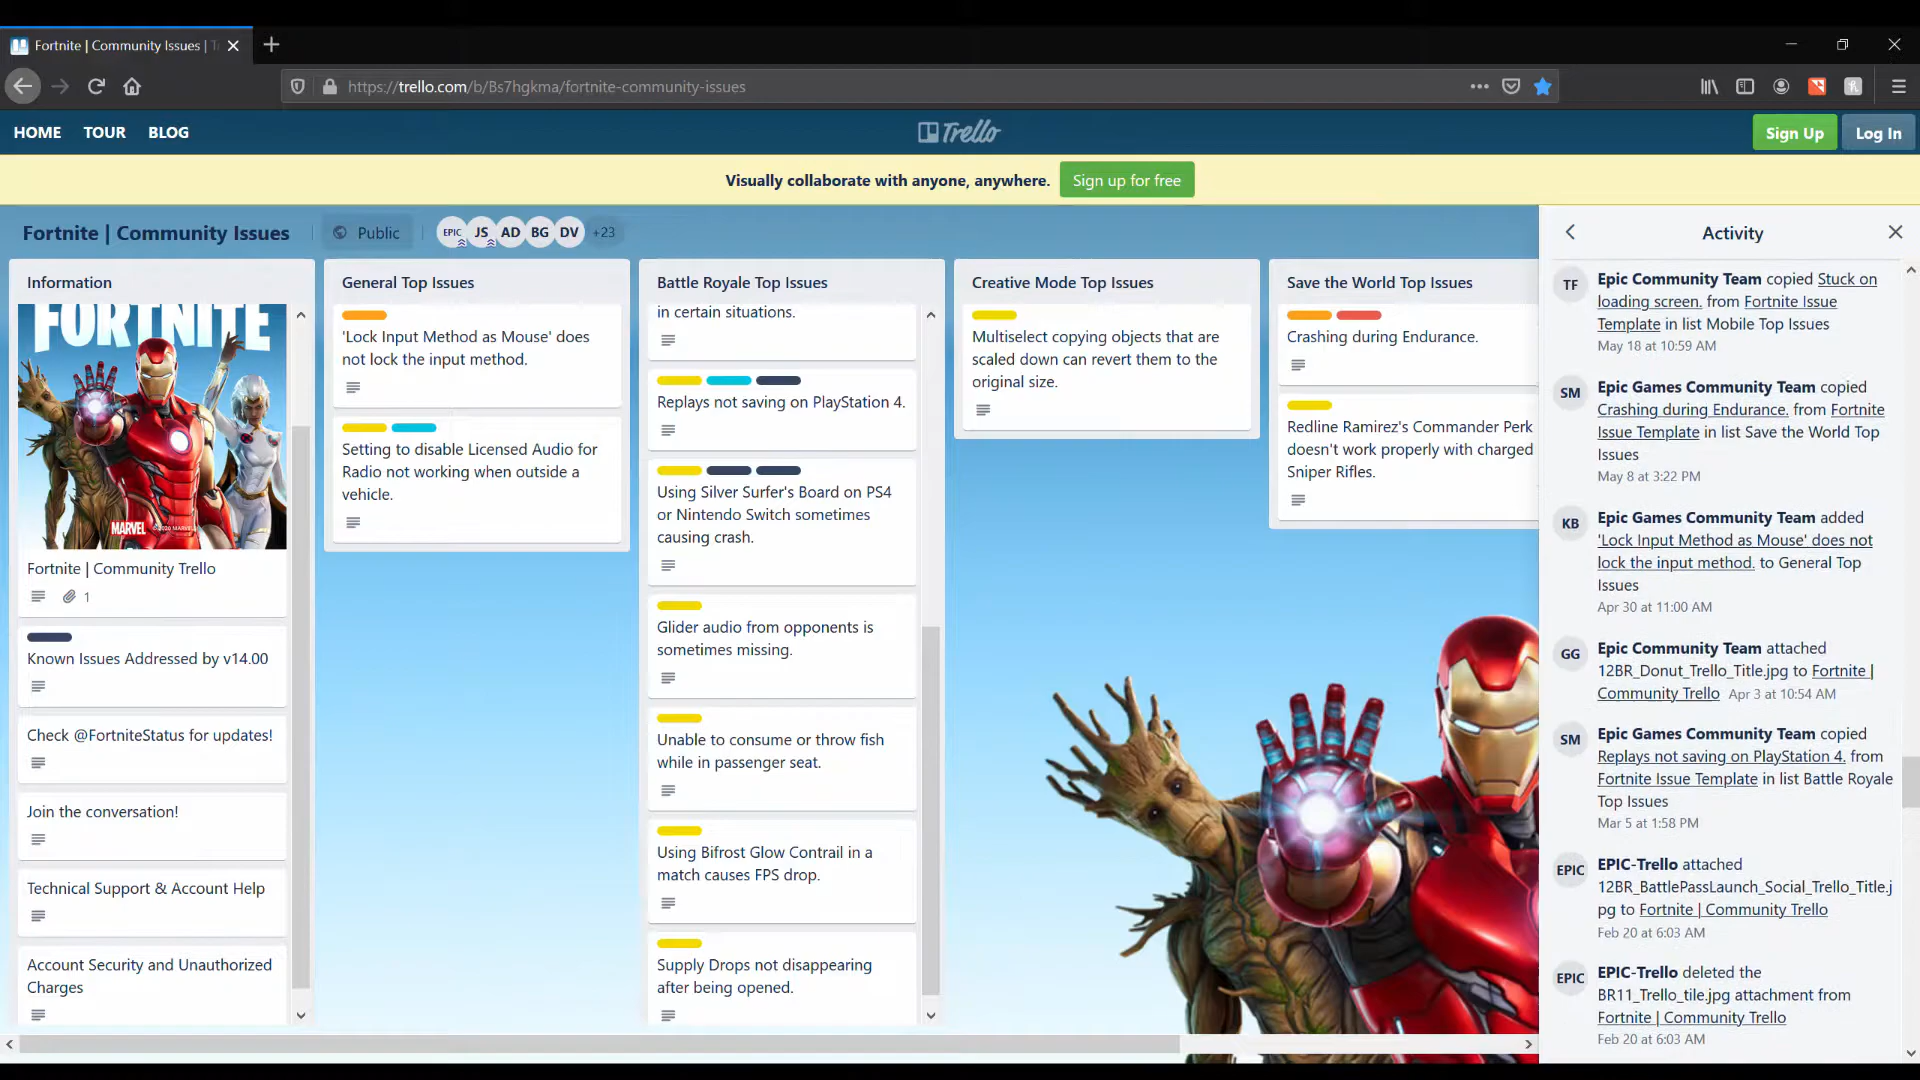 Fortnite | Community Issues | T
https://trello.com/b/Bs7hgkma/fortnite-community-issues
HOME TOUR BLOG
Trello
Sign Up Log In
Visually collaborate with anyone, anywhere. Sign up for free
Fortnite | Community Issues
Public
EPIC JS AD BG DV +23
Information
FORTNITE
MARVEL
Fortnite | Community Trello
1
Known Issues Addressed by v14.00
Check @FortniteStatus for updates!
Join the conversation!
Technical Support & Account Help
Account Security and Unauthorized
Charges
General Top Issues
'Lock Input Method as Mouse' does
not lock the input method.
Setting to disable Licensed Audio for
Radio not working when outside a
vehicle.
Battle Royale Top Issues
in certain situations.
Replays not saving on PlayStation 4.
Using Silver Surfer's Board on PS4
or Nintendo Switch sometimes
causing crash.
Glider audio from opponents is
sometimes missing.
Unable to consume or throw fish
while in passenger seat.
Using Bifrost Glow Contrail in a
match causes FPS drop.
Supply Drops not disappearing
after being opened.
Creative Mode Top Issues
Multiselect copying objects that are
scaled down can revert them to the
original size.
Save the World Top Issues
Crashing during Endurance.
Redline Ramirez's Commander Perk
doesn't work properly with charged
Sniper Rifles.
Activity
TF
Epic Community Team copied Stuck on
loading screen. from Fortnite Issue
Template in list Mobile Top Issues
May 18 at 10:59 AM
SM
Epic Games Community Team copied
Crashing during Endurance. from Fortnite
Issue Template in list Save the World Top
Issues
May 8 at 3:22 PM
KB
Epic Games Community Team added
'Lock Input Method as Mouse' does not
lock the input method. to General Top
Issues
Apr 30 at 11:00 AM
GG
Epic Community Team attached
12BR_Donut_Trello_Title.jpg to Fortnite |
Community Trello Apr 3 at 10:54 AM
SM
Epic Games Community Team copied
Replays not saving on PlayStation 4. from
Fortnite Issue Template in list Battle Royale
Top Issues
Mar 5 at 1:58 PM
EPIC
EPIC-Trello attached
12BR_BattlePassLaunch_Social_Trello_Title.j
pg to Fortnite | Community Trello
Feb 20 at 6:03 AM
EPIC
EPIC-Trello deleted the
BR11_Trello_tile.jpg attachment from
Fortnite | Community Trello
Feb 20 at 6:03 AM